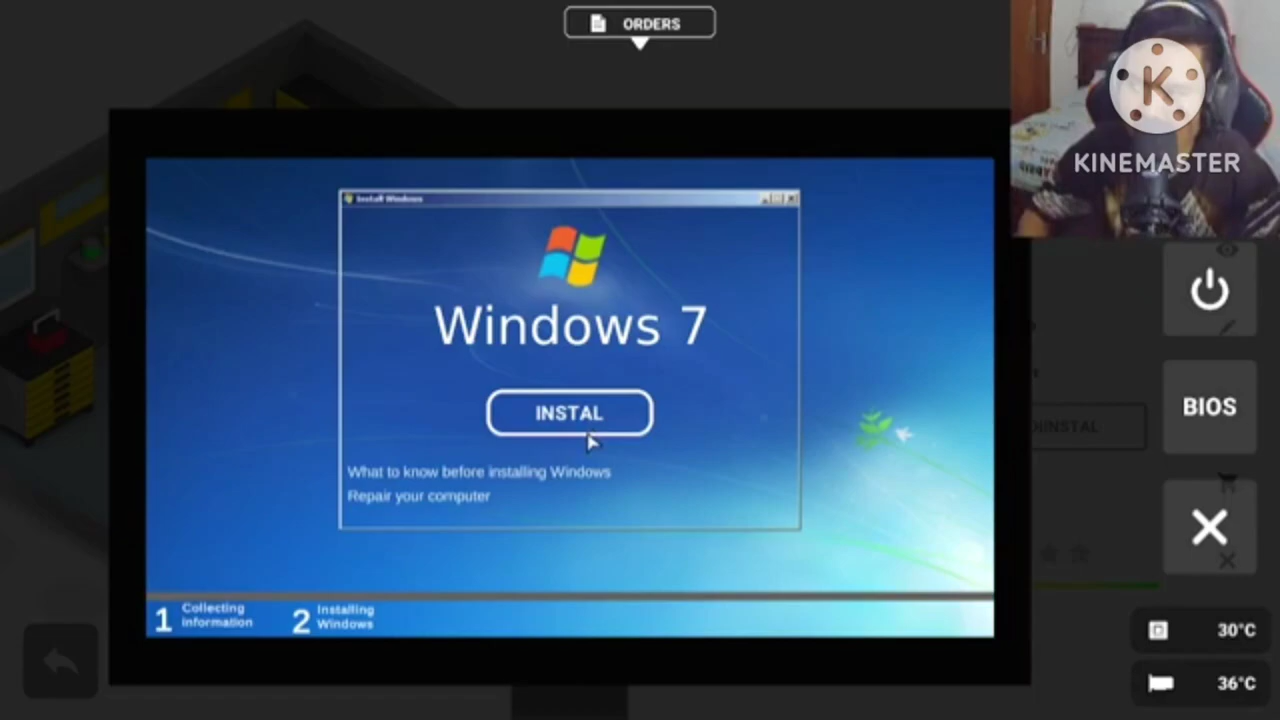 ORDERS
K
KINEMASTER
Install Windows
Windows 7
INSTAL
What to know before installing Windows
Repair your computer
BIOS
1 Collecting information
2 Installing Windows
30°C
36°C